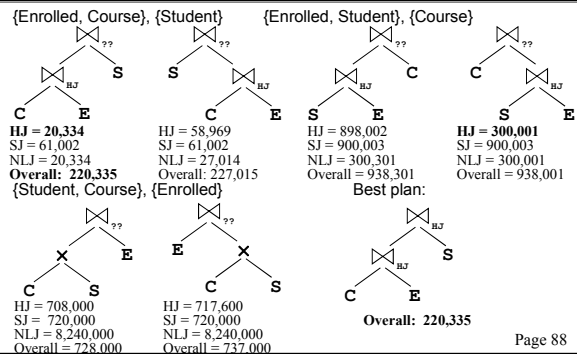 {Enrolled, Course}, {Student}
{Enrolled, Student}, {Course}
??
S
HJ
C E
HJ = 20,334
SJ = 61,002
NLJ = 20,334
Overall: 220,335
??
S
HJ
C E
HJ = 58,969
SJ = 61,002
NLJ = 27,014
Overall: 227,015
??
C
HJ
S E
HJ = 898,002
SJ = 900,003
NLJ = 300,301
Overall = 938,301
??
C
HJ
S E
HJ = 300,001
SJ = 900,003
NLJ = 300,001
Overall = 938,001
{Student, Course}, {Enrolled}
??
E
×
C S
HJ = 708,000
SJ = 720,000
NLJ = 8,240,000
Overall = 728,000
??
E
×
C S
HJ = 717,600
SJ = 720,000
NLJ = 8,240,000
Overall = 737,000
Best plan:
HJ
S
HJ
C E
Overall: 220,335
Page 88